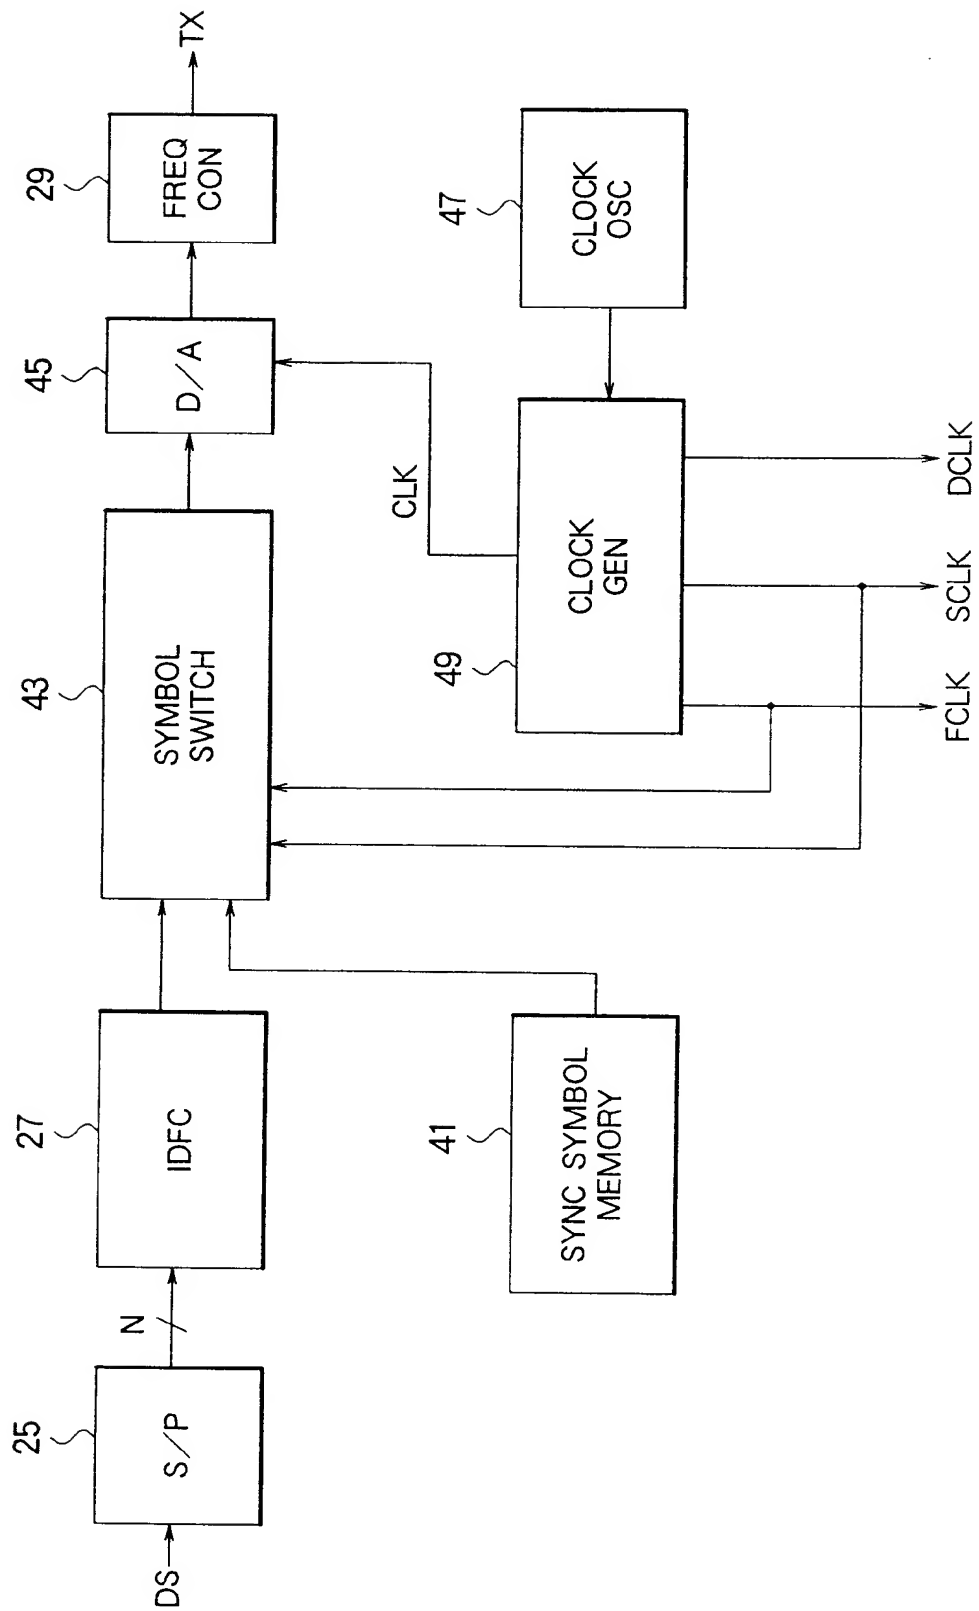 DS
25
S/P
N
27
IDFC
43
SYMBOL
SWITCH
45
D/A
29
FREQ
CON
TX
41
SYNC SYMBOL
MEMORY
49
CLOCK
GEN
CLK
47
CLOCK
OSC
FCLK
SCLK
DCLK